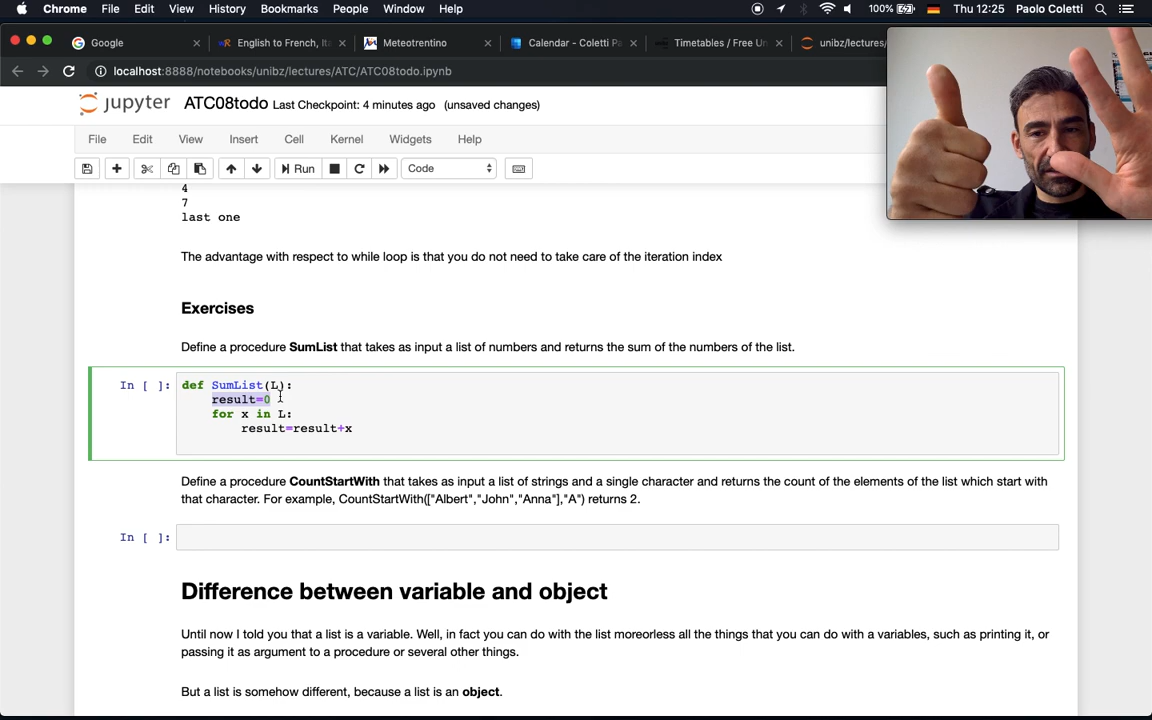 Chrome File Edit View History Bookmarks People Window Help 100% Thu 12:25 Paolo Coletti
Google English to French, Ita Meteotrentino Calendar - Coletti Pa Timetables / Free Un unibz/lectures/
localhost:8888/notebooks/unibz/lectures/ATC/ATC08todo.ipynb
jupyter ATC08todo Last Checkpoint: 4 minutes ago (unsaved changes)
File Edit View Insert Cell Kernel Widgets Help
Run Code
4
7
last one
The advantage with respect to while loop is that you do not need to take care of the iteration index
Exercises
Define a procedure SumList that takes as input a list of numbers and returns the sum of the numbers of the list.
In [ ]: def SumList(L):
result=0
for x in L:
result=result+x
Define a procedure CountStartWith that takes as input a list of strings and a single character and returns the count of the elements of the list which start with
that character. For example, CountStartWith(["Albert","John","Anna"],"A") returns 2.
In [ ]:
Difference between variable and object
Until now I told you that a list is a variable. Well, in fact you can do with the list moreorless all the things that you can do with a variables, such as printing it, or
passing it as argument to a procedure or several other things.
But a list is somehow different, because a list is an object.